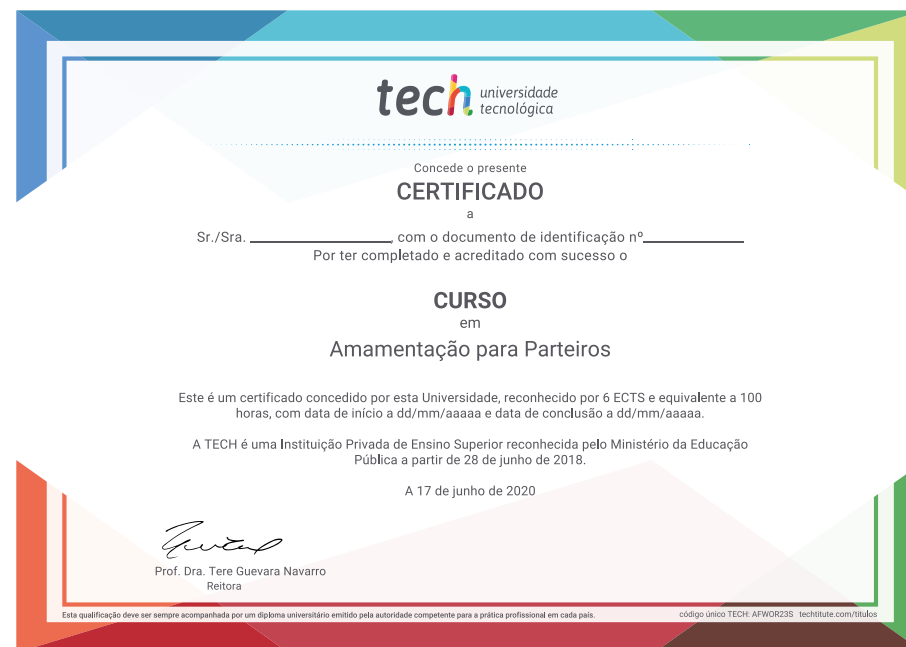 tech universidade
tecnológica
Concede o presente
CERTIFICADO
a
Sr./Sra. ____________________, com o documento de identificação nº______________
Por ter completado e acreditado com sucesso o
CURSO
em
Amamentação para Parteiros
Este é um certificado concedido por esta Universidade, reconhecido por 6 ECTS e equivalente a 100
horas, com data de início a dd/mm/aaaaa e data de conclusão a dd/mm/aaaaa.
A TECH é uma Instituição Privada de Ensino Superior reconhecida pelo Ministério da Educação
Pública a partir de 28 de junho de 2018.
A 17 de junho de 2020
Prof. Dra. Tere Guevara Navarro
Reitora
Esta qualificação deve ser sempre acompanhada por um diploma universitário emitido pela autoridade competente para a prática profissional em cada país.
código único TECH: AFWOR23S techtitute.com/titulos